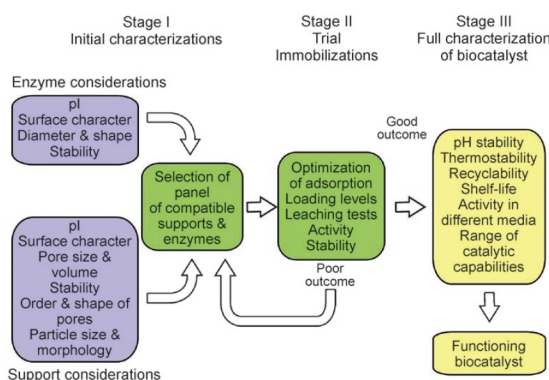 Stage I
Initial characterizations
Stage II
Trial
Immobilizations
Stage III
Full characterization
of biocatalyst
Enzyme considerations
pI
Surface character
Diameter & shape
Stability
pI
Surface character
Pore size &
volume
Stability
Order & shape of
pores
Particle size &
morphology
Support considerations
Selection of
panel
of compatible
supports &
enzymes
Optimization
of adsorption
Loading levels
Leaching tests
Activity
Stability
Poor
outcome
Good
outcome
pH stability
Thermostability
Recyclability
Shelf-life
Activity in
different media
Range of
catalytic
capabilities
Functioning
biocatalyst